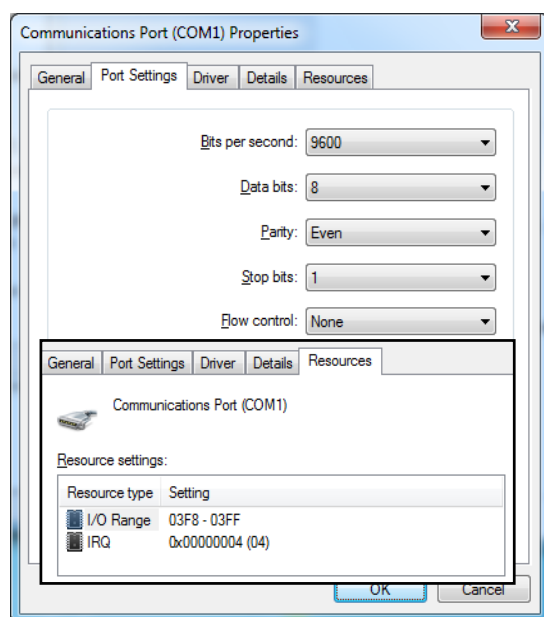 Communications Port (COM1) Properties
General Port Settings Driver Details Resources
Bits per second: 9600
Data bits: 8
Parity: Even
Stop bits: 1
Flow control: None
General Port Settings Driver Details Resources
Communications Port (COM1)
Resource settings:
Resource type Setting
I/O Range 03F8 - 03FF
IRQ 0x00000004 (04)
OK Cancel